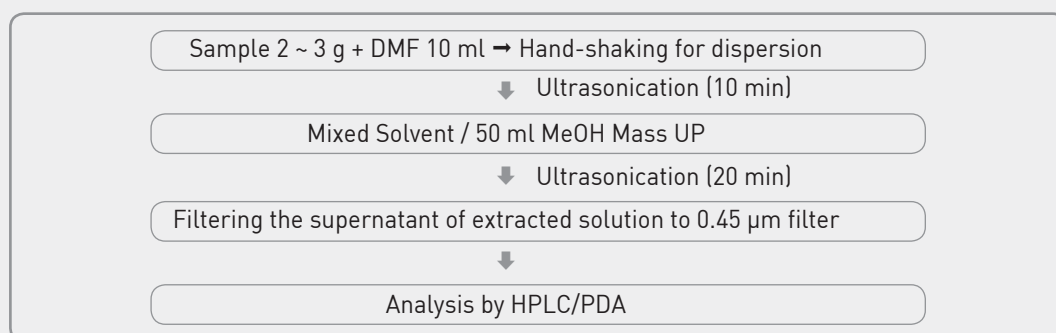 Sample 2 ~ 3 g + DMF 10 ml ➞ Hand-shaking for dispersion
Ultrasonication (10 min)
Mixed Solvent / 50 ml MeOH Mass UP
Ultrasonication (20 min)
Filtering the supernatant of extracted solution to 0.45 µm filter
Analysis by HPLC/PDA